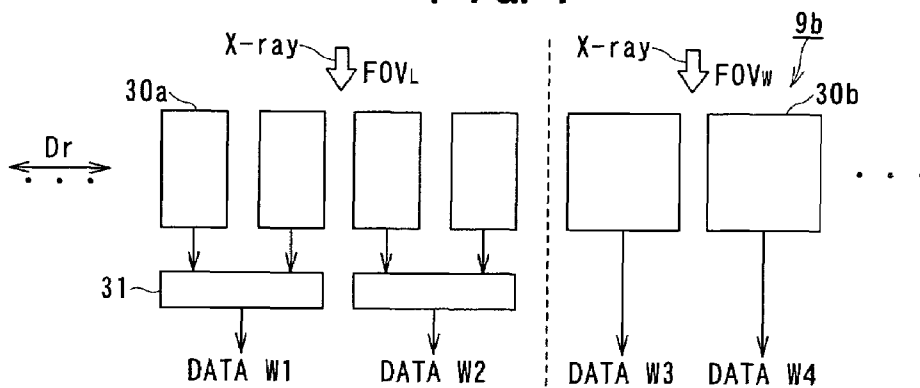 X-ray FOVL X-ray FOVW 9b
30a 30b
Dr
. . . . . .
31
DATA W1 DATA W2 DATA W3 DATA W4